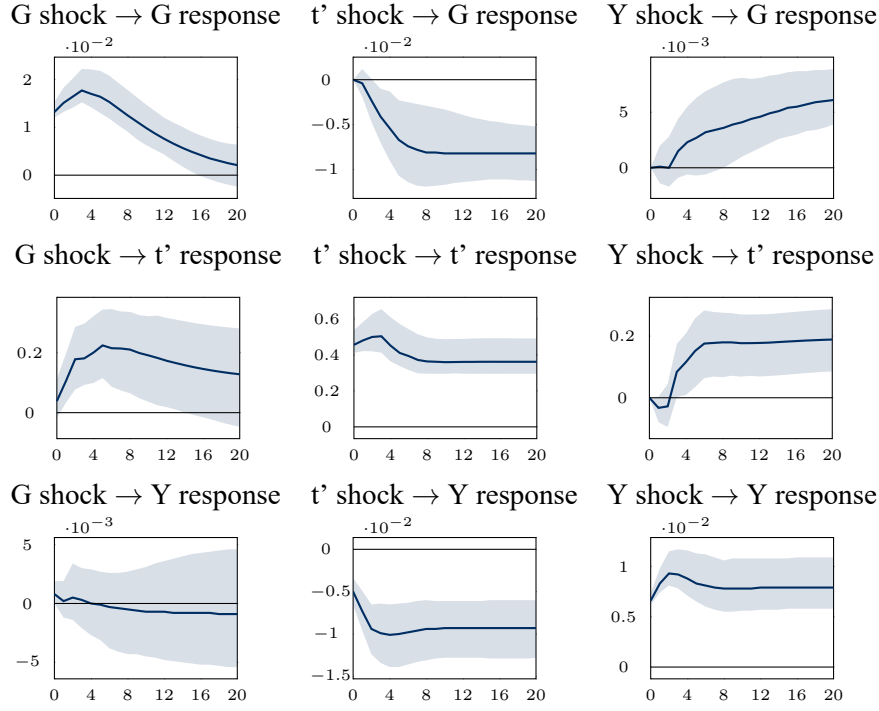 G shock → G response
t’ shock → G response
Y shock → G response
·10⁻²
·10⁻²
·10⁻³
2
1
0
0
−0.5
−1
5
0
0 4 8 12 16 20
0 4 8 12 16 20
0 4 8 12 16 20
G shock → t’ response
t’ shock → t’ response
Y shock → t’ response
0.2
0
0.6
0.4
0.2
0
0.2
0
0 4 8 12 16 20
0 4 8 12 16 20
0 4 8 12 16 20
G shock → Y response
t’ shock → Y response
Y shock → Y response
·10⁻³
·10⁻²
·10⁻²
5
0
−5
0
−0.5
−1
−1.5
1
0.5
0
0 4 8 12 16 20
0 4 8 12 16 20
0 4 8 12 16 20